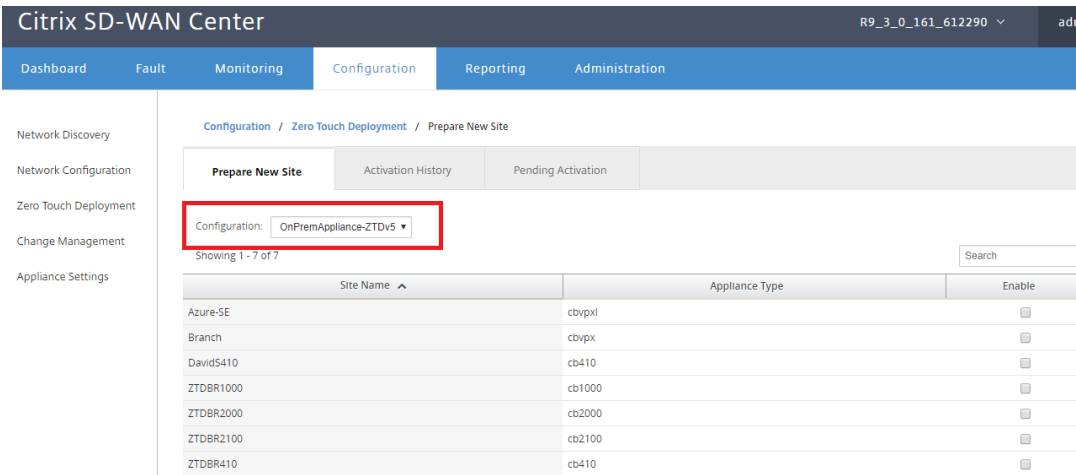 Citrix SD-WAN Center R9_3_0_161_612290
Dashboard Fault Monitoring Configuration Reporting Administration
Network Discovery
Network Configuration
Zero Touch Deployment
Change Management
Appliance Settings
Configuration / Zero Touch Deployment / Prepare New Site
Prepare New Site Activation History Pending Activation
Configuration: OnPremAppliance-ZTDv5
Showing 1 - 7 of 7 Search
Site Name Appliance Type Enable
Azure-SE cbvpxl
Branch cbvpx
DavidS410 cb410
ZTDBR1000 cb1000
ZTDBR2000 cb2000
ZTDBR2100 cb2100
ZTDBR410 cb410